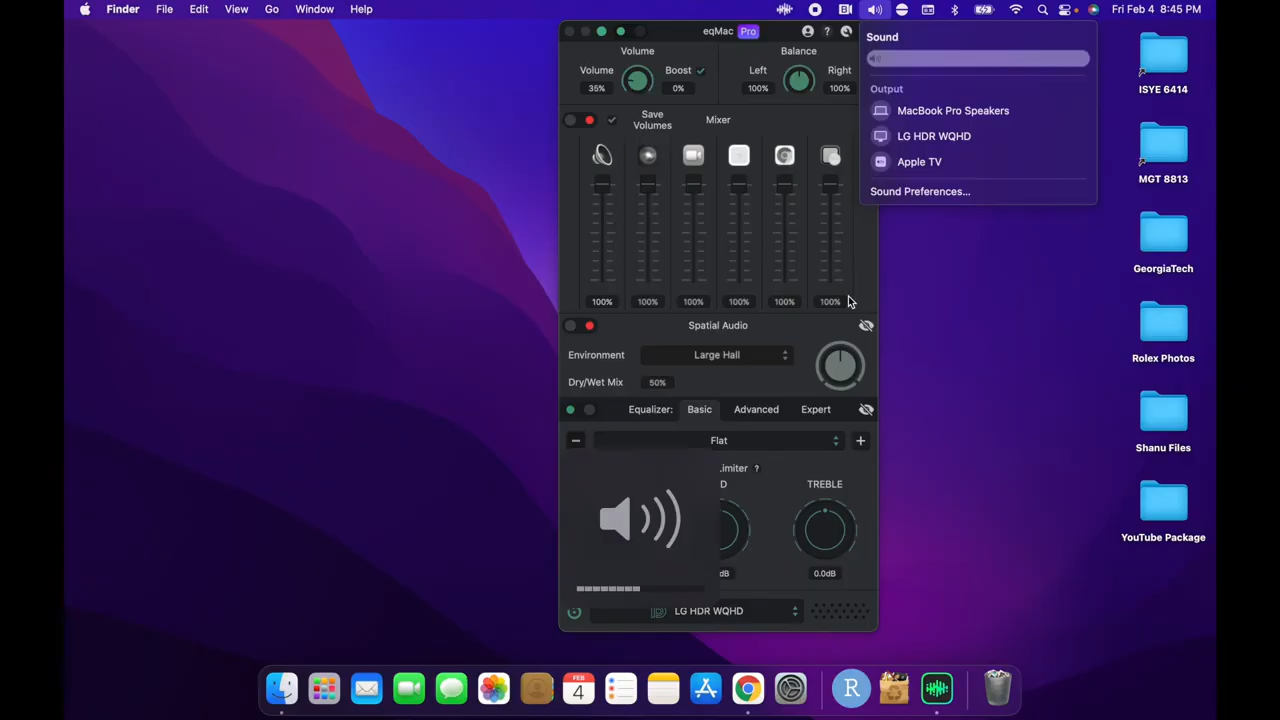 Finder File Edit View Go Window Help
Fri Feb 4 8:45 PM
eqMac Pro
?
Volume
Balance
Volume
Boost
Left
Right
35%
0%
100%
100%
Save Volumes
Mixer
100%
100%
100%
100%
100%
100%
Spatial Audio
Environment
Large Hall
Dry/Wet Mix
50%
Equalizer:
Basic
Advanced
Expert
Flat
.imiter ?
D
TREBLE
dB
0.0dB
LG HDR WQHD
Sound
Output
MacBook Pro Speakers
LG HDR WQHD
Apple TV
Sound Preferences...
ISYE 6414
MGT 8813
GeorgiaTech
Rolex Photos
Shanu Files
YouTube Package
FEB
4
R